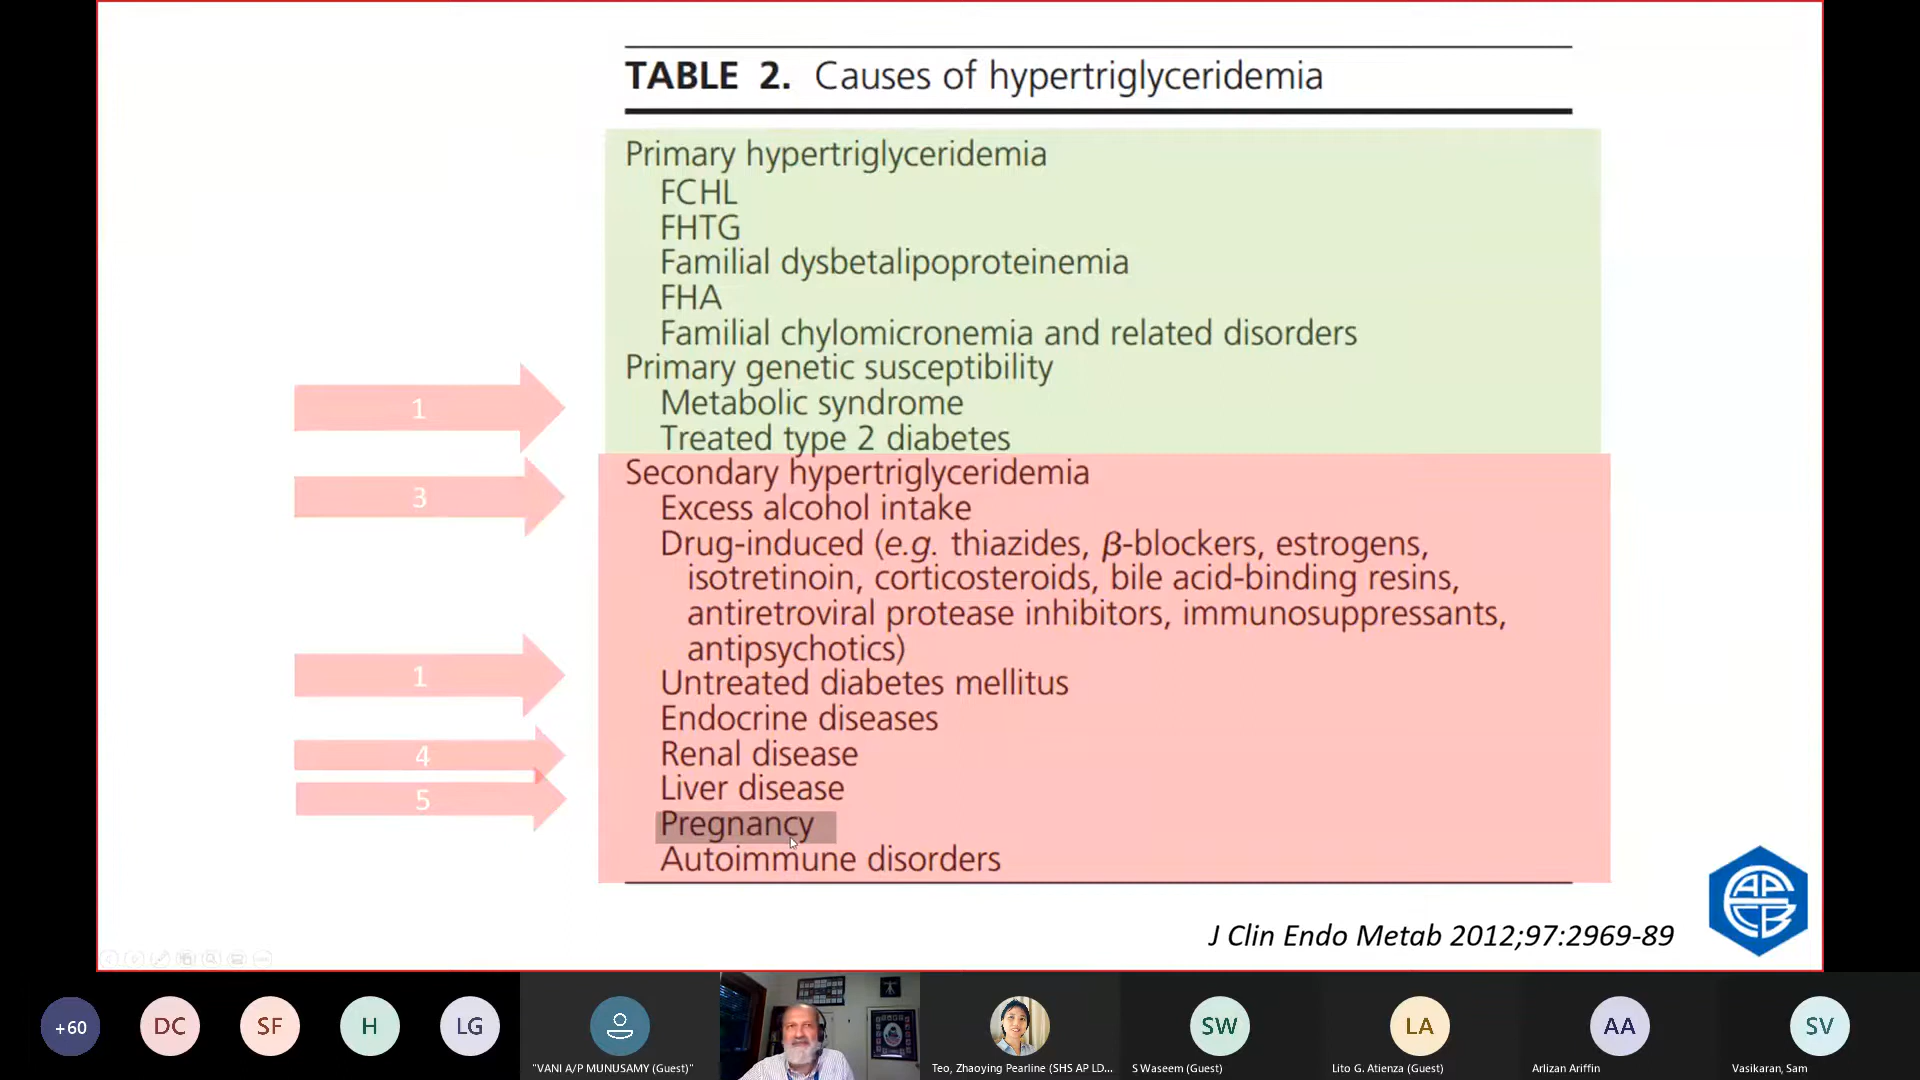 TABLE 2. Causes of hypertriglyceridemia
Primary hypertriglyceridemia
FCHL
FHTG
Familial dysbetalipoproteinemia
FHA
Familial chylomicronemia and related disorders
Primary genetic susceptibility
1
Metabolic syndrome
Treated type 2 diabetes
Secondary hypertriglyceridemia
3
Excess alcohol intake
Drug-induced (e.g. thiazides, β-blockers, estrogens,
isotretinoin, corticosteroids, bile acid-binding resins,
antiretroviral protease inhibitors, immunosuppressants,
antipsychotics)
1
Untreated diabetes mellitus
Endocrine diseases
4
Renal disease
5
Liver disease
Pregnancy
Autoimmune disorders
J Clin Endo Metab 2012;97:2969-89
APFCB
+60
DC
SF
H
LG
"VANI A/P MUNUSAMY (Guest)"
Teo, Zhaoying Pearline (SHS AP LD...
SW
S Waseem (Guest)
LA
Lito G. Atienza (Guest)
AA
Arlizan Ariffin
SV
Vasikaran, Sam